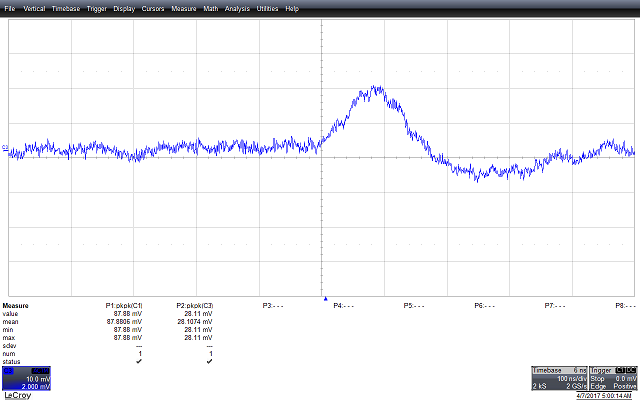 File Vertical Timebase Trigger Display Cursors Measure Math Analysis Utilities Help
Measure P1:pkpk(C1) P2:pkpk(C3) P3:- - - P4:- - - P5:- - - P6:- - - P7:- - - P8:- - -
value 87.88 mV 28.11 mV
mean 87.8806 mV 28.1074 mV
min 87.88 mV 28.11 mV
max 87.88 mV 28.11 mV
sdev --- ---
num 1 1
status ✔ ✔
Timebase 6 ns Trigger C1 DC
10.0 mV 100 ns/div Stop 0.0 mV
2.000 mV 2 kS 2 GS/s Edge Positive
LeCroy 4/7/2017 5:00:14 AM